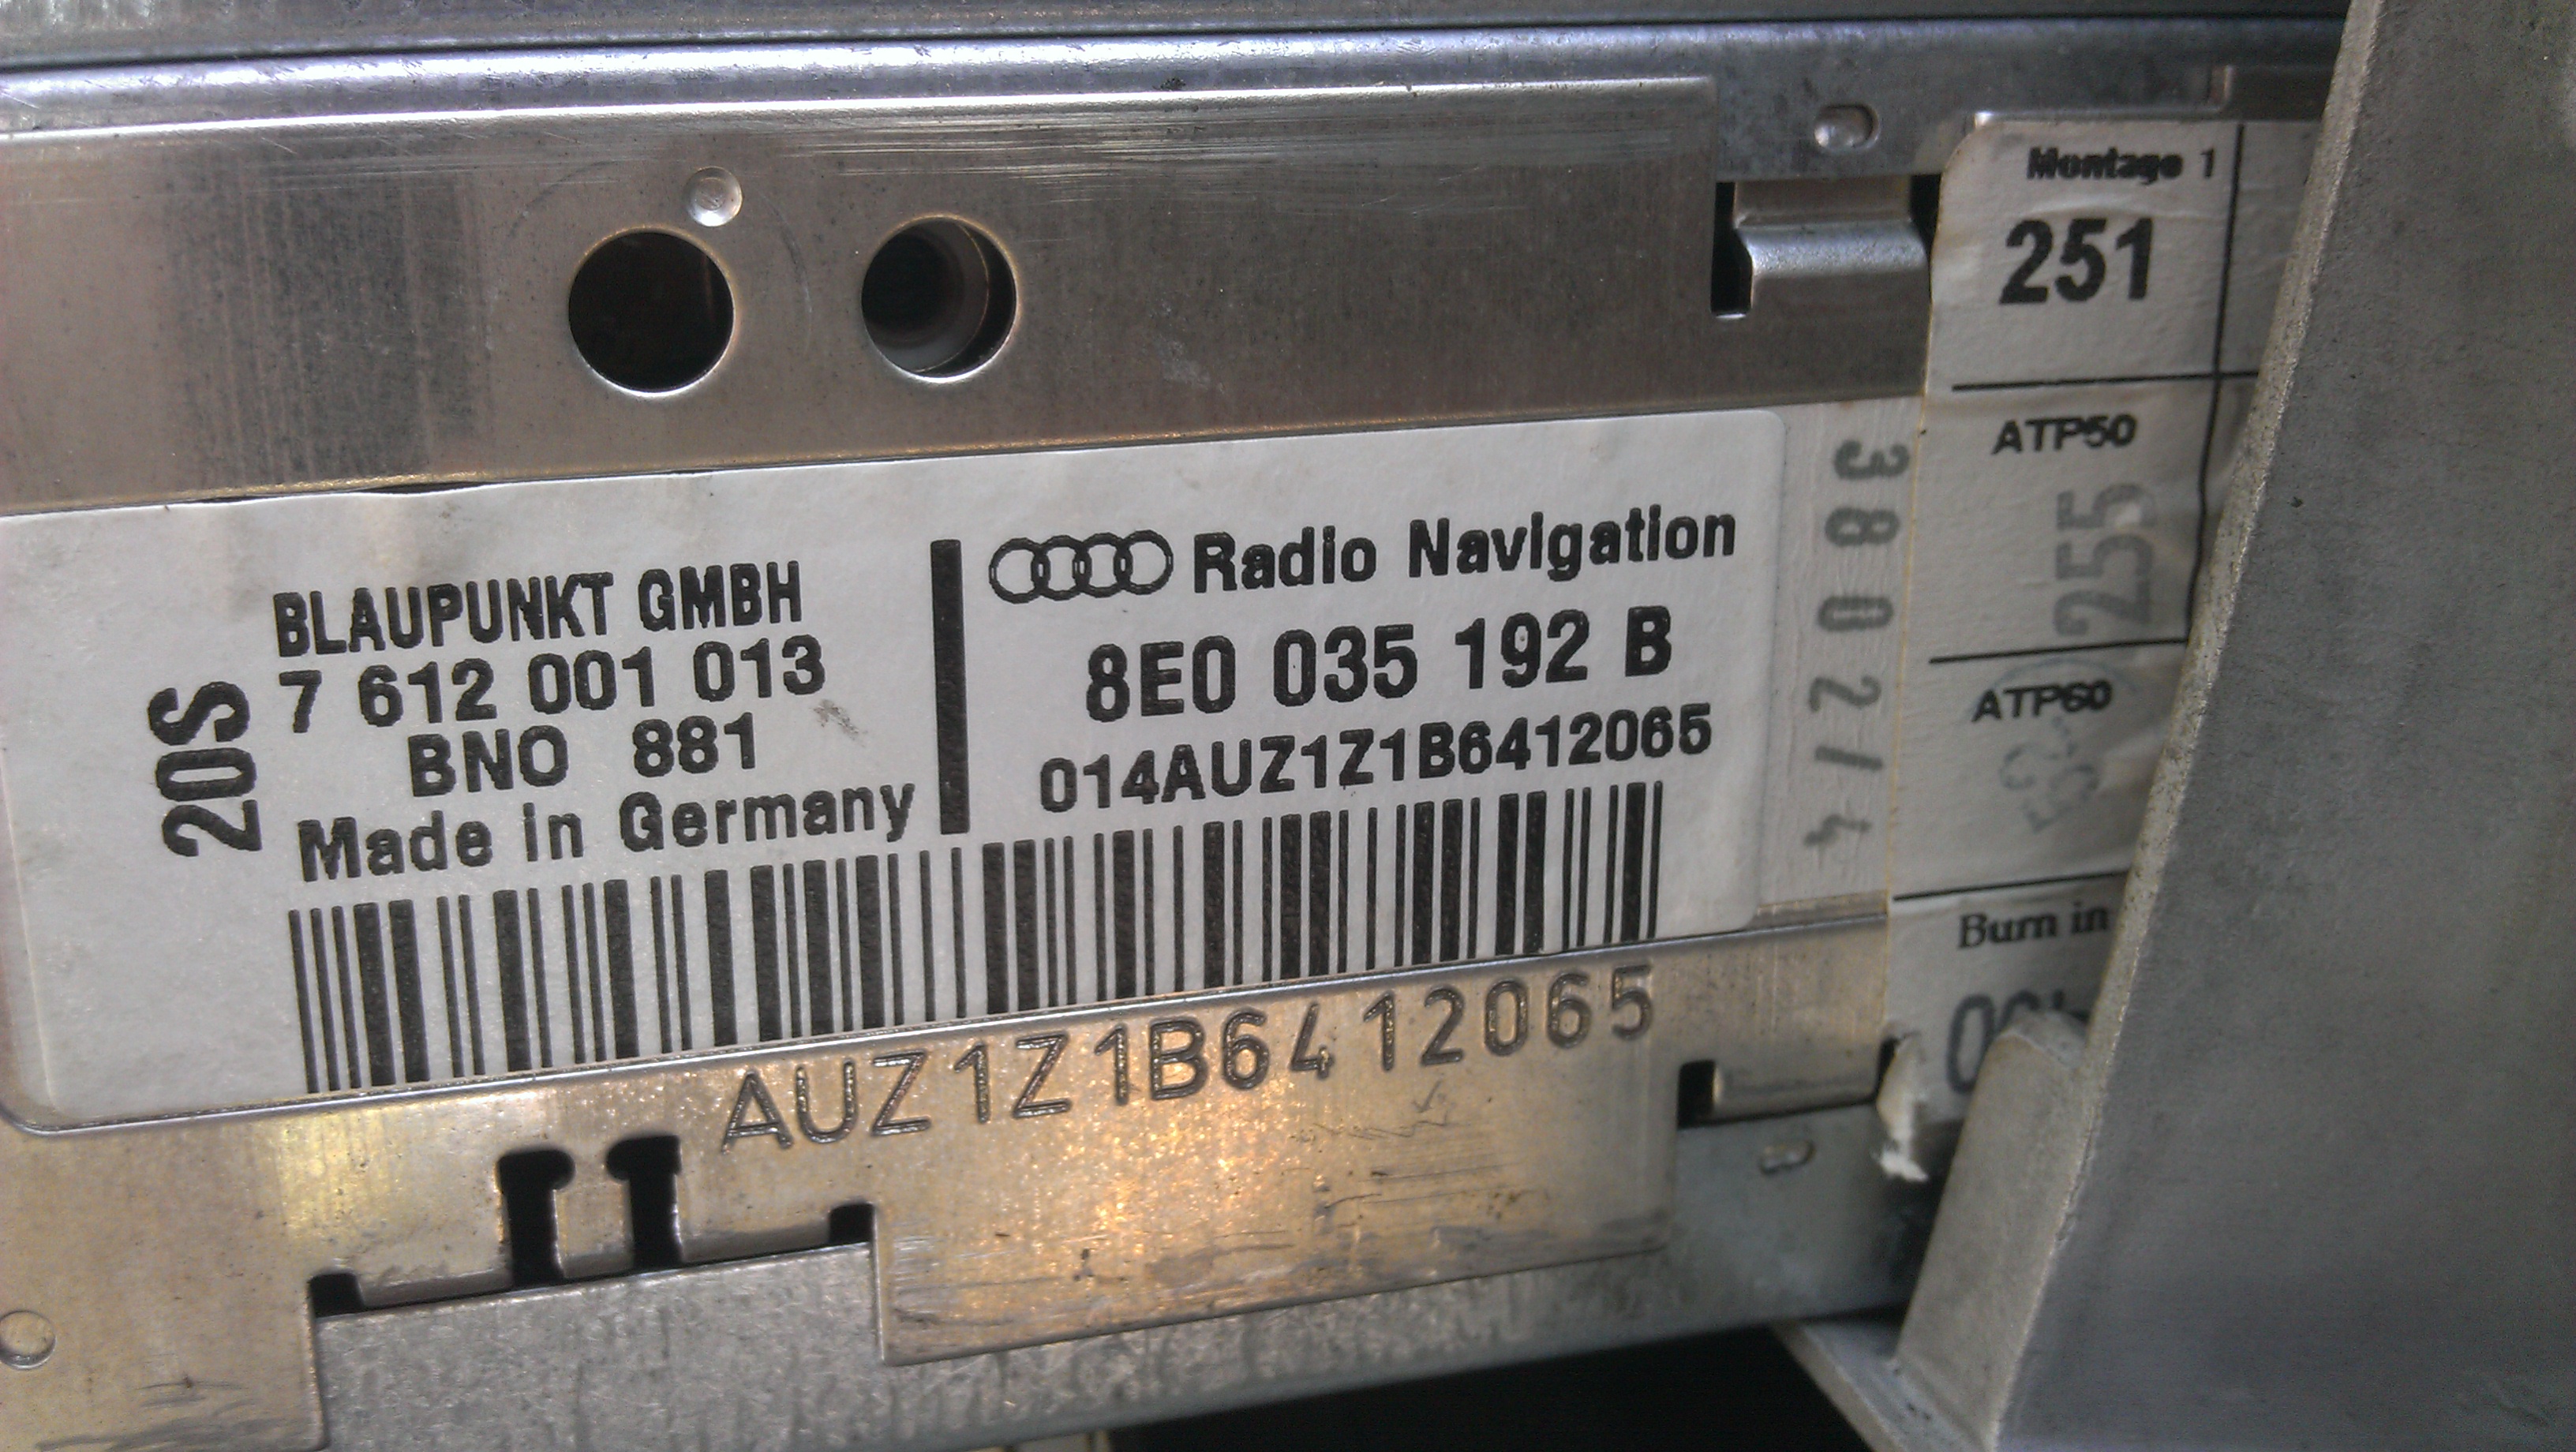 BLAUPUNKT GMBH
7 612 001 013
BNO 881
Made in Germany
20S
Radio Navigation
8E0 035 192 B
014AUZ1Z1B6412065
AUZ1Z1B6412065
380214
Montage 1
251
ATP50
255
ATP60
Burn in